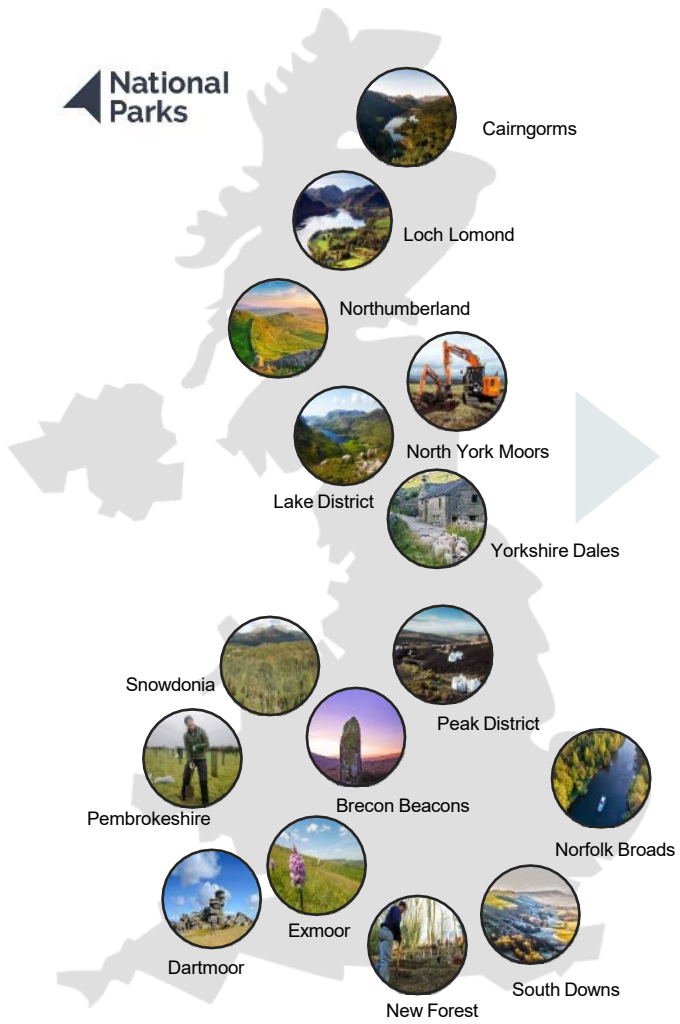 National
Parks
Cairngorms
Loch Lomond
Northumberland
North York Moors
Lake District
Yorkshire Dales
Snowdonia
Peak District
Brecon Beacons
Pembrokeshire
Norfolk Broads
Exmoor
Dartmoor
South Downs
New Forest